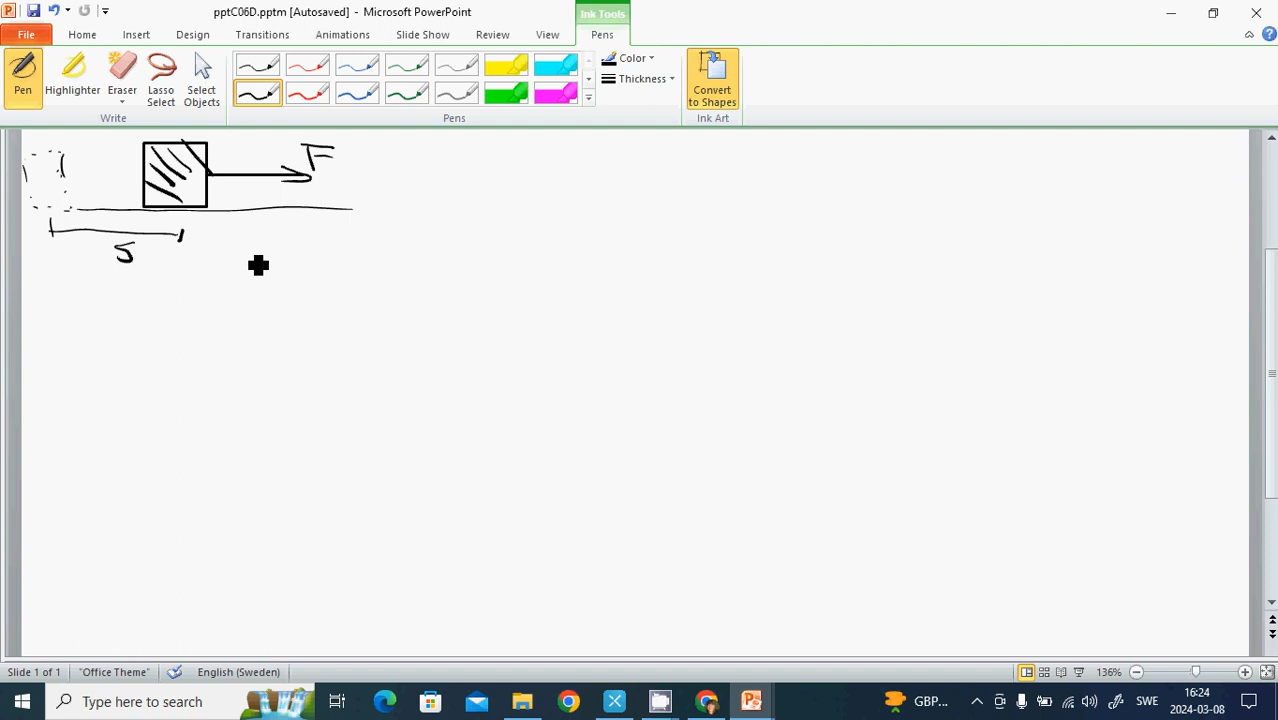 pptC06D.pptm [Autosaved] - Microsoft PowerPoint
Ink Tools
File Home Insert Design Transitions Animations Slide Show Review View Pens
Pen Highlighter Eraser Lasso Select Select Objects
Color
Thickness
Convert to Shapes
Write Pens Ink Art
F
S
Slide 1 of 1 "Office Theme" English (Sweden) 136%
Type here to search
GBP...
SWE
16:24
2024-03-08